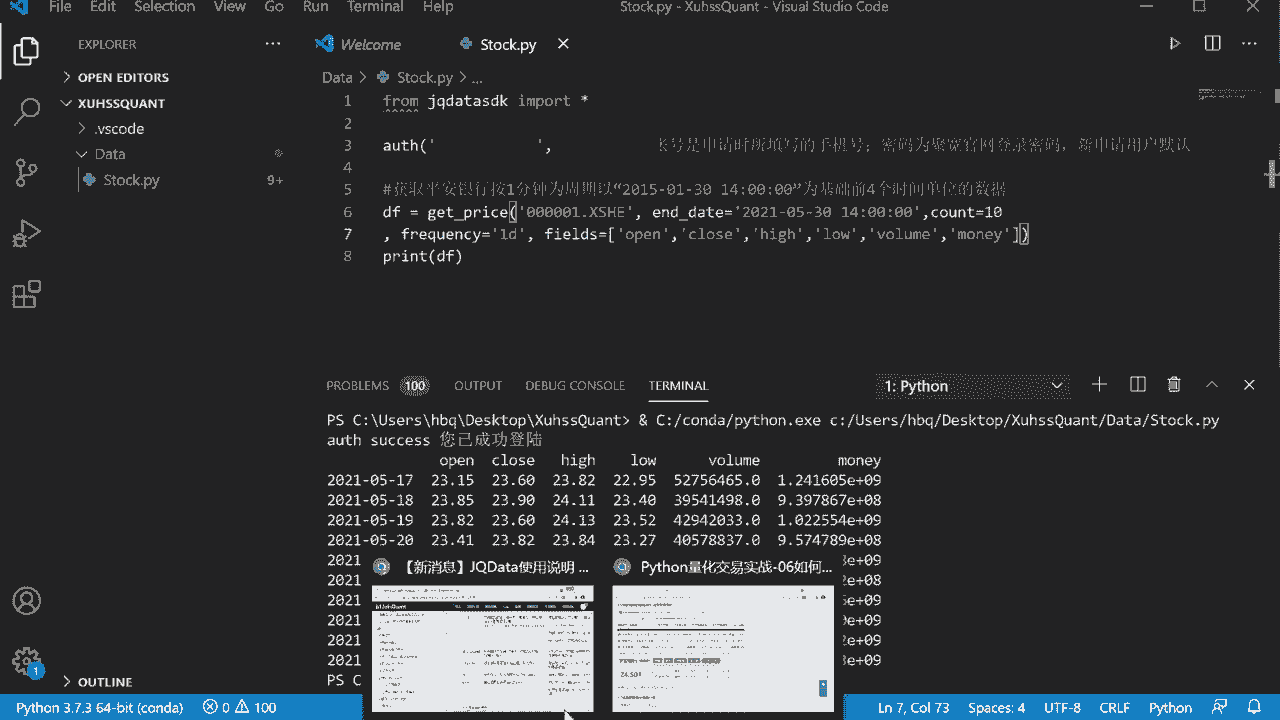 File Edit Selection View Go Run Terminal Help
Stock.py - XuhssQuant - Visual Studio Code
EXPLORER
Welcome
Stock.py
OPEN EDITORS
XUHSSQUANT
.vscode
Data
Stock.py 9+
Data > Stock.py > ...
1 from jqdatasdk import *
2
3 auth(' ', 长号是申请时所填写的手机号；密码为聚宽官网登录密码，新申请用户默认
4
5 #获取平安银行按1分钟为周期以“2015-01-30 14:00:00”为基础前4个时间单位的数据
6 df = get_price('000001.XSHE', end_date='2021-05-30 14:00:00',count=10
7 , frequency='1d', fields=['open','close','high','low','volume','money'])
8 print(df)
PROBLEMS 100 OUTPUT DEBUG CONSOLE TERMINAL
1: Python
PS C:\Users\hbq\Desktop\XuhssQuant> & C:/conda/python.exe c:/Users/hbq/Desktop/XuhssQuant/Data/Stock.py
auth success 您已成功登陆
open close high low volume money
2021-05-17 23.15 23.60 23.82 22.95 52756465.0 1.241605e+09
2021-05-18 23.85 23.90 24.11 23.40 39541498.0 9.397867e+08
2021-05-19 23.82 23.60 24.13 23.52 42942033.0 1.022554e+09
2021-05-20 23.41 23.82 23.84 23.27 40578837.0 9.574789e+08
2021 3e+09
2021 2e+08
2021 5e+09
2021 9e+09
2021 2e+09
2021 3e+09
PS C
【新消息】JQData使用说明 ...
Python量化交易实战-06如何...
OUTLINE
1
Python 3.7.3 64-bit (conda) 0 100
Ln 7, Col 73 Spaces: 4 UTF-8 CRLF Python